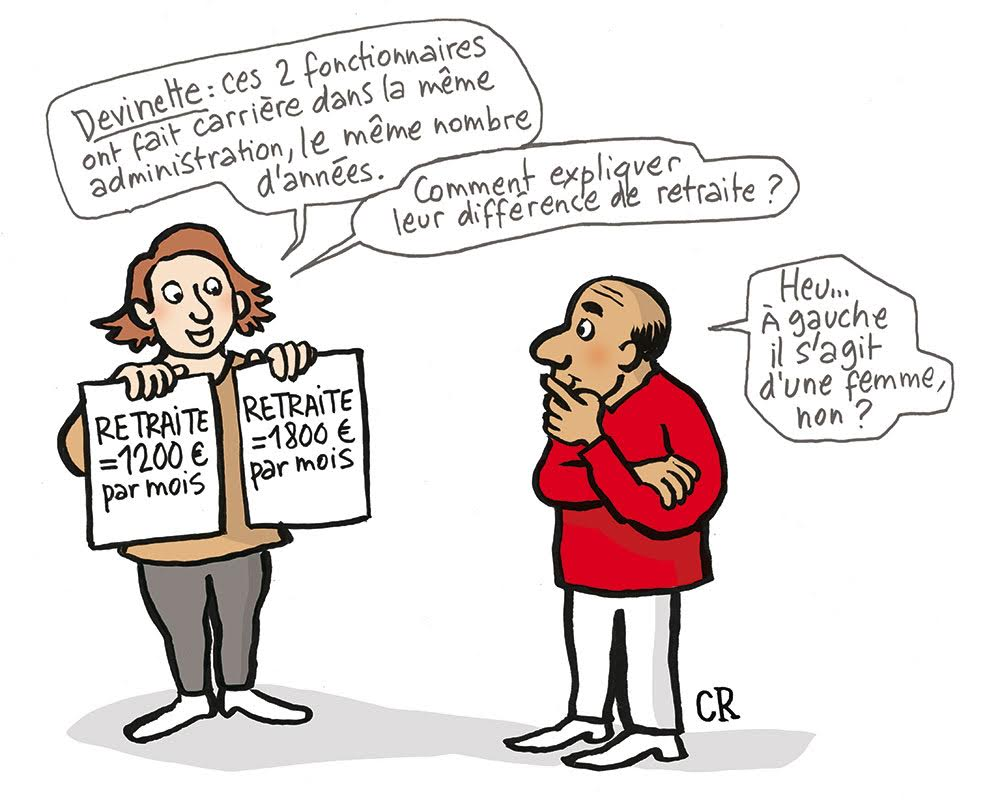 Devinette : ces 2 fonctionnaires
ont fait carrière dans la même
administration, le même nombre
d'années.
Comment expliquer
leur différence de retraite ?
RETRAITE
=1200 €
par mois
RETRAITE
=1800 €
par mois
Heu...
À gauche
il s'agit
d'une femme,
non ?
CR